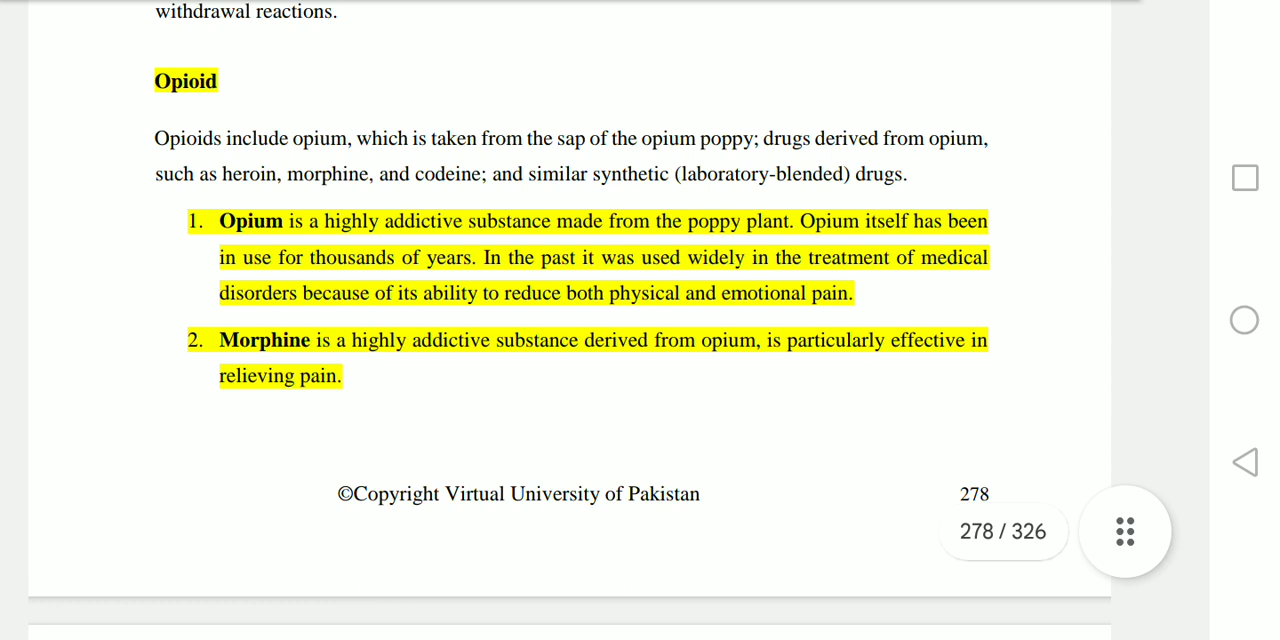 withdrawal reactions.
Opioid
Opioids include opium, which is taken from the sap of the opium poppy; drugs derived from opium,
such as heroin, morphine, and codeine; and similar synthetic (laboratory-blended) drugs.
1. Opium is a highly addictive substance made from the poppy plant. Opium itself has been
in use for thousands of years. In the past it was used widely in the treatment of medical
disorders because of its ability to reduce both physical and emotional pain.
2. Morphine is a highly addictive substance derived from opium, is particularly effective in
relieving pain.
©Copyright Virtual University of Pakistan 278
278 / 326